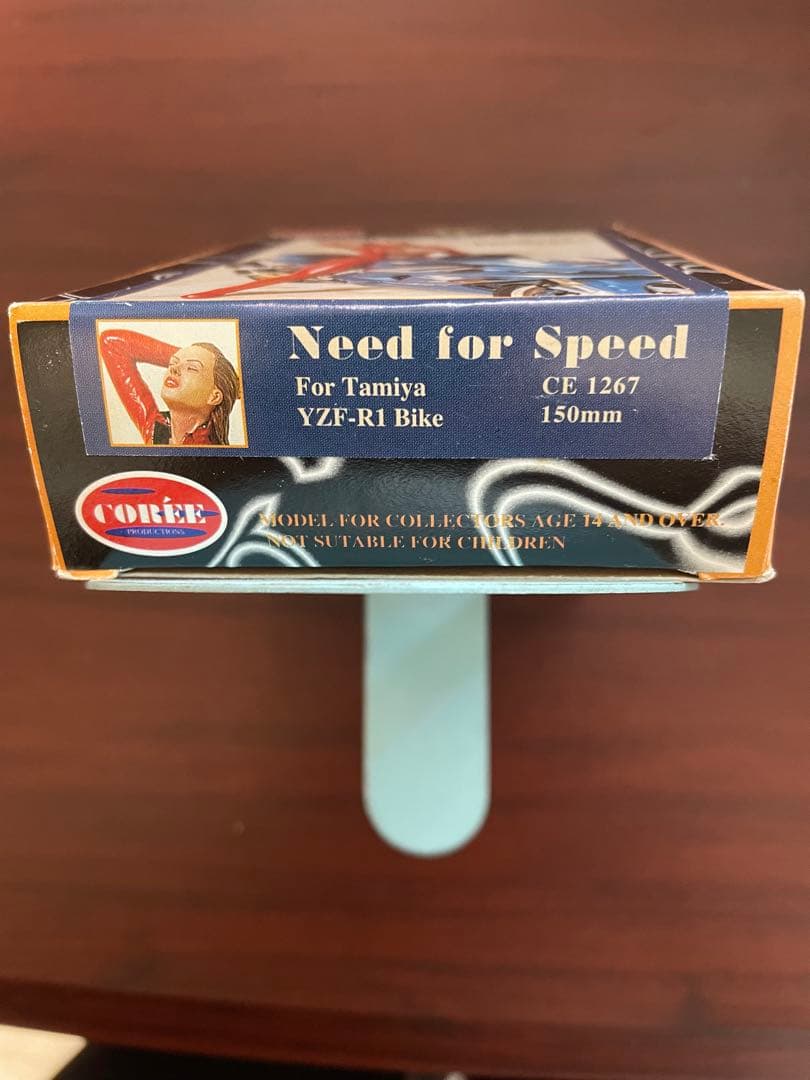 Need for Speed
For Tamiya CE 1267
YZF-R1 Bike 150mm
CORÉE
PRODUCTIONS
MODEL FOR COLLECTORS AGE 14 AND OVER.
NOT SUTABLE FOR CHILDREN